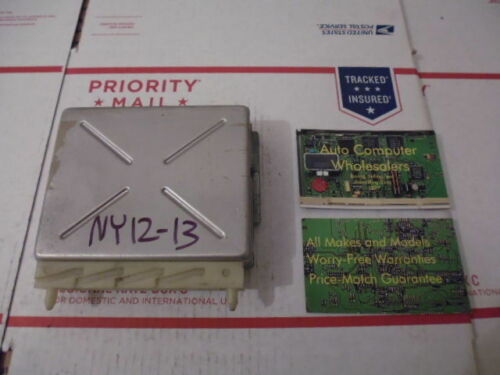 UNITED STATES
POSTAL SERVICE
PRIORITY
★ MAIL ★
TRACKED
★ ★ ★
INSURED
Auto Computer
Wholesalers
NY12-13
All Makes and Models
Worry-Free Warranties
Price-Match Guarantee
FOR DOMESTIC AND INTERNATIONAL U